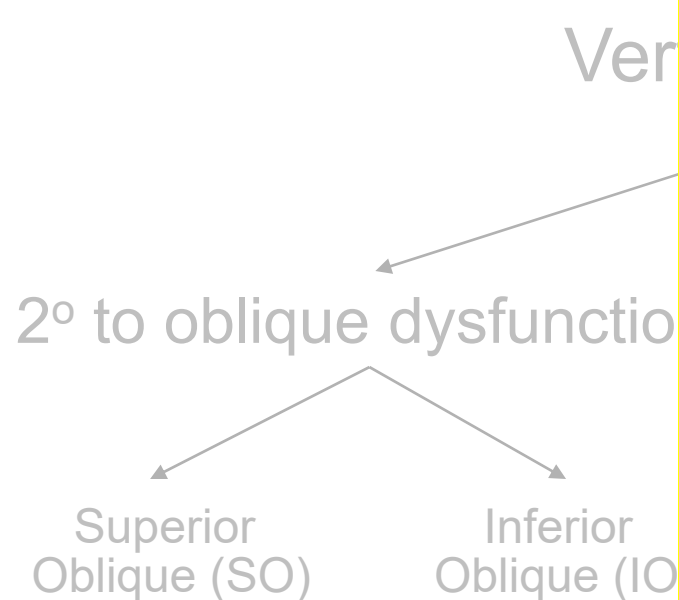 Ver
2º to oblique dysfunctio
Superior Inferior
Oblique (SO) Oblique (IO